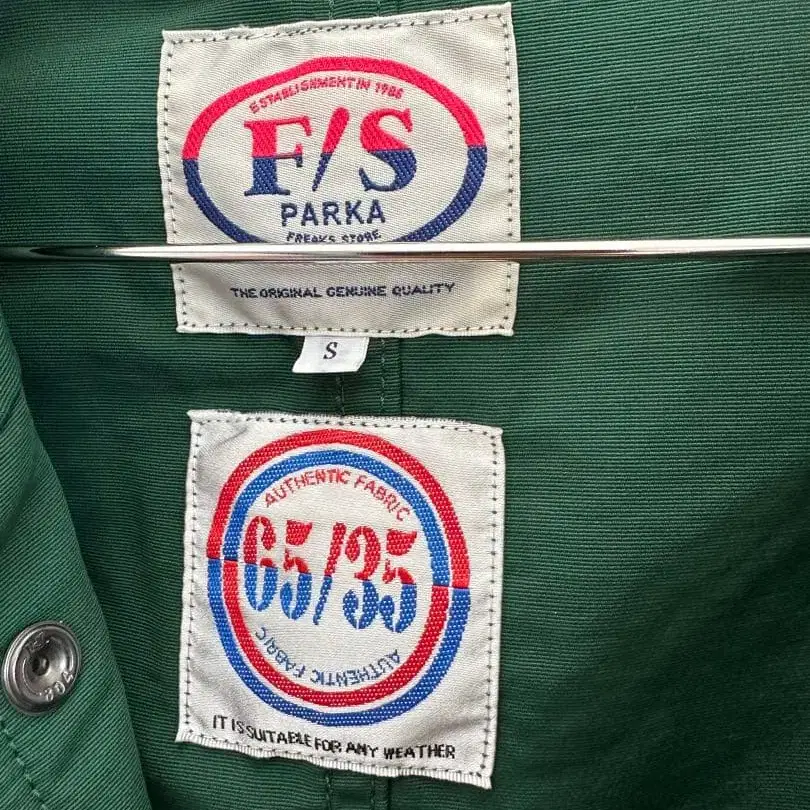 ESTABLISHMENT IN 1986
F/S
PARKA
FREAKS STORE
THE ORIGINAL GENUINE QUALITY
S
AUTHENTIC FABRIC
65/35
AUTHENTIC FABRIC
IT IS SUITABLE FOR ANY WEATHER